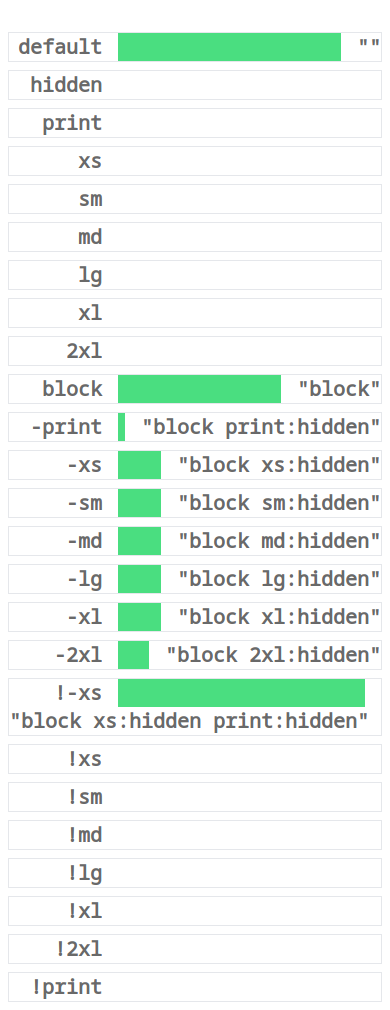 default ""
hidden
print
xs
sm
md
lg
xl
2xl
block "block"
-print "block print:hidden"
-xs "block xs:hidden"
-sm "block sm:hidden"
-md "block md:hidden"
-lg "block lg:hidden"
-xl "block xl:hidden"
-2xl "block 2xl:hidden"
!-xs
"block xs:hidden print:hidden"
!xs
!sm
!md
!lg
!xl
!2xl
!print